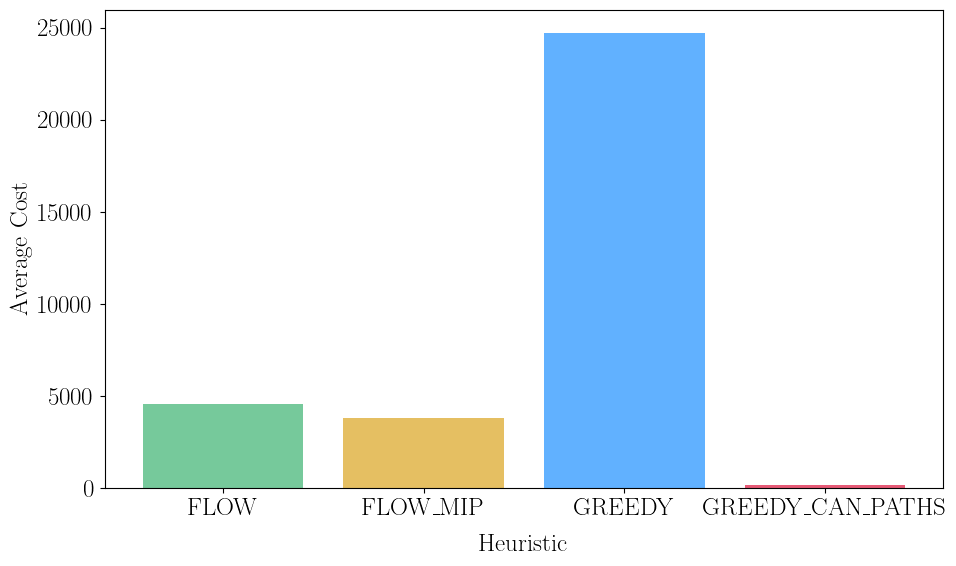 25000
20000
15000
10000
5000
0
Average Cost
FLOW
FLOW_MIP
GREEDY
GREEDY_CAN_PATHS
Heuristic